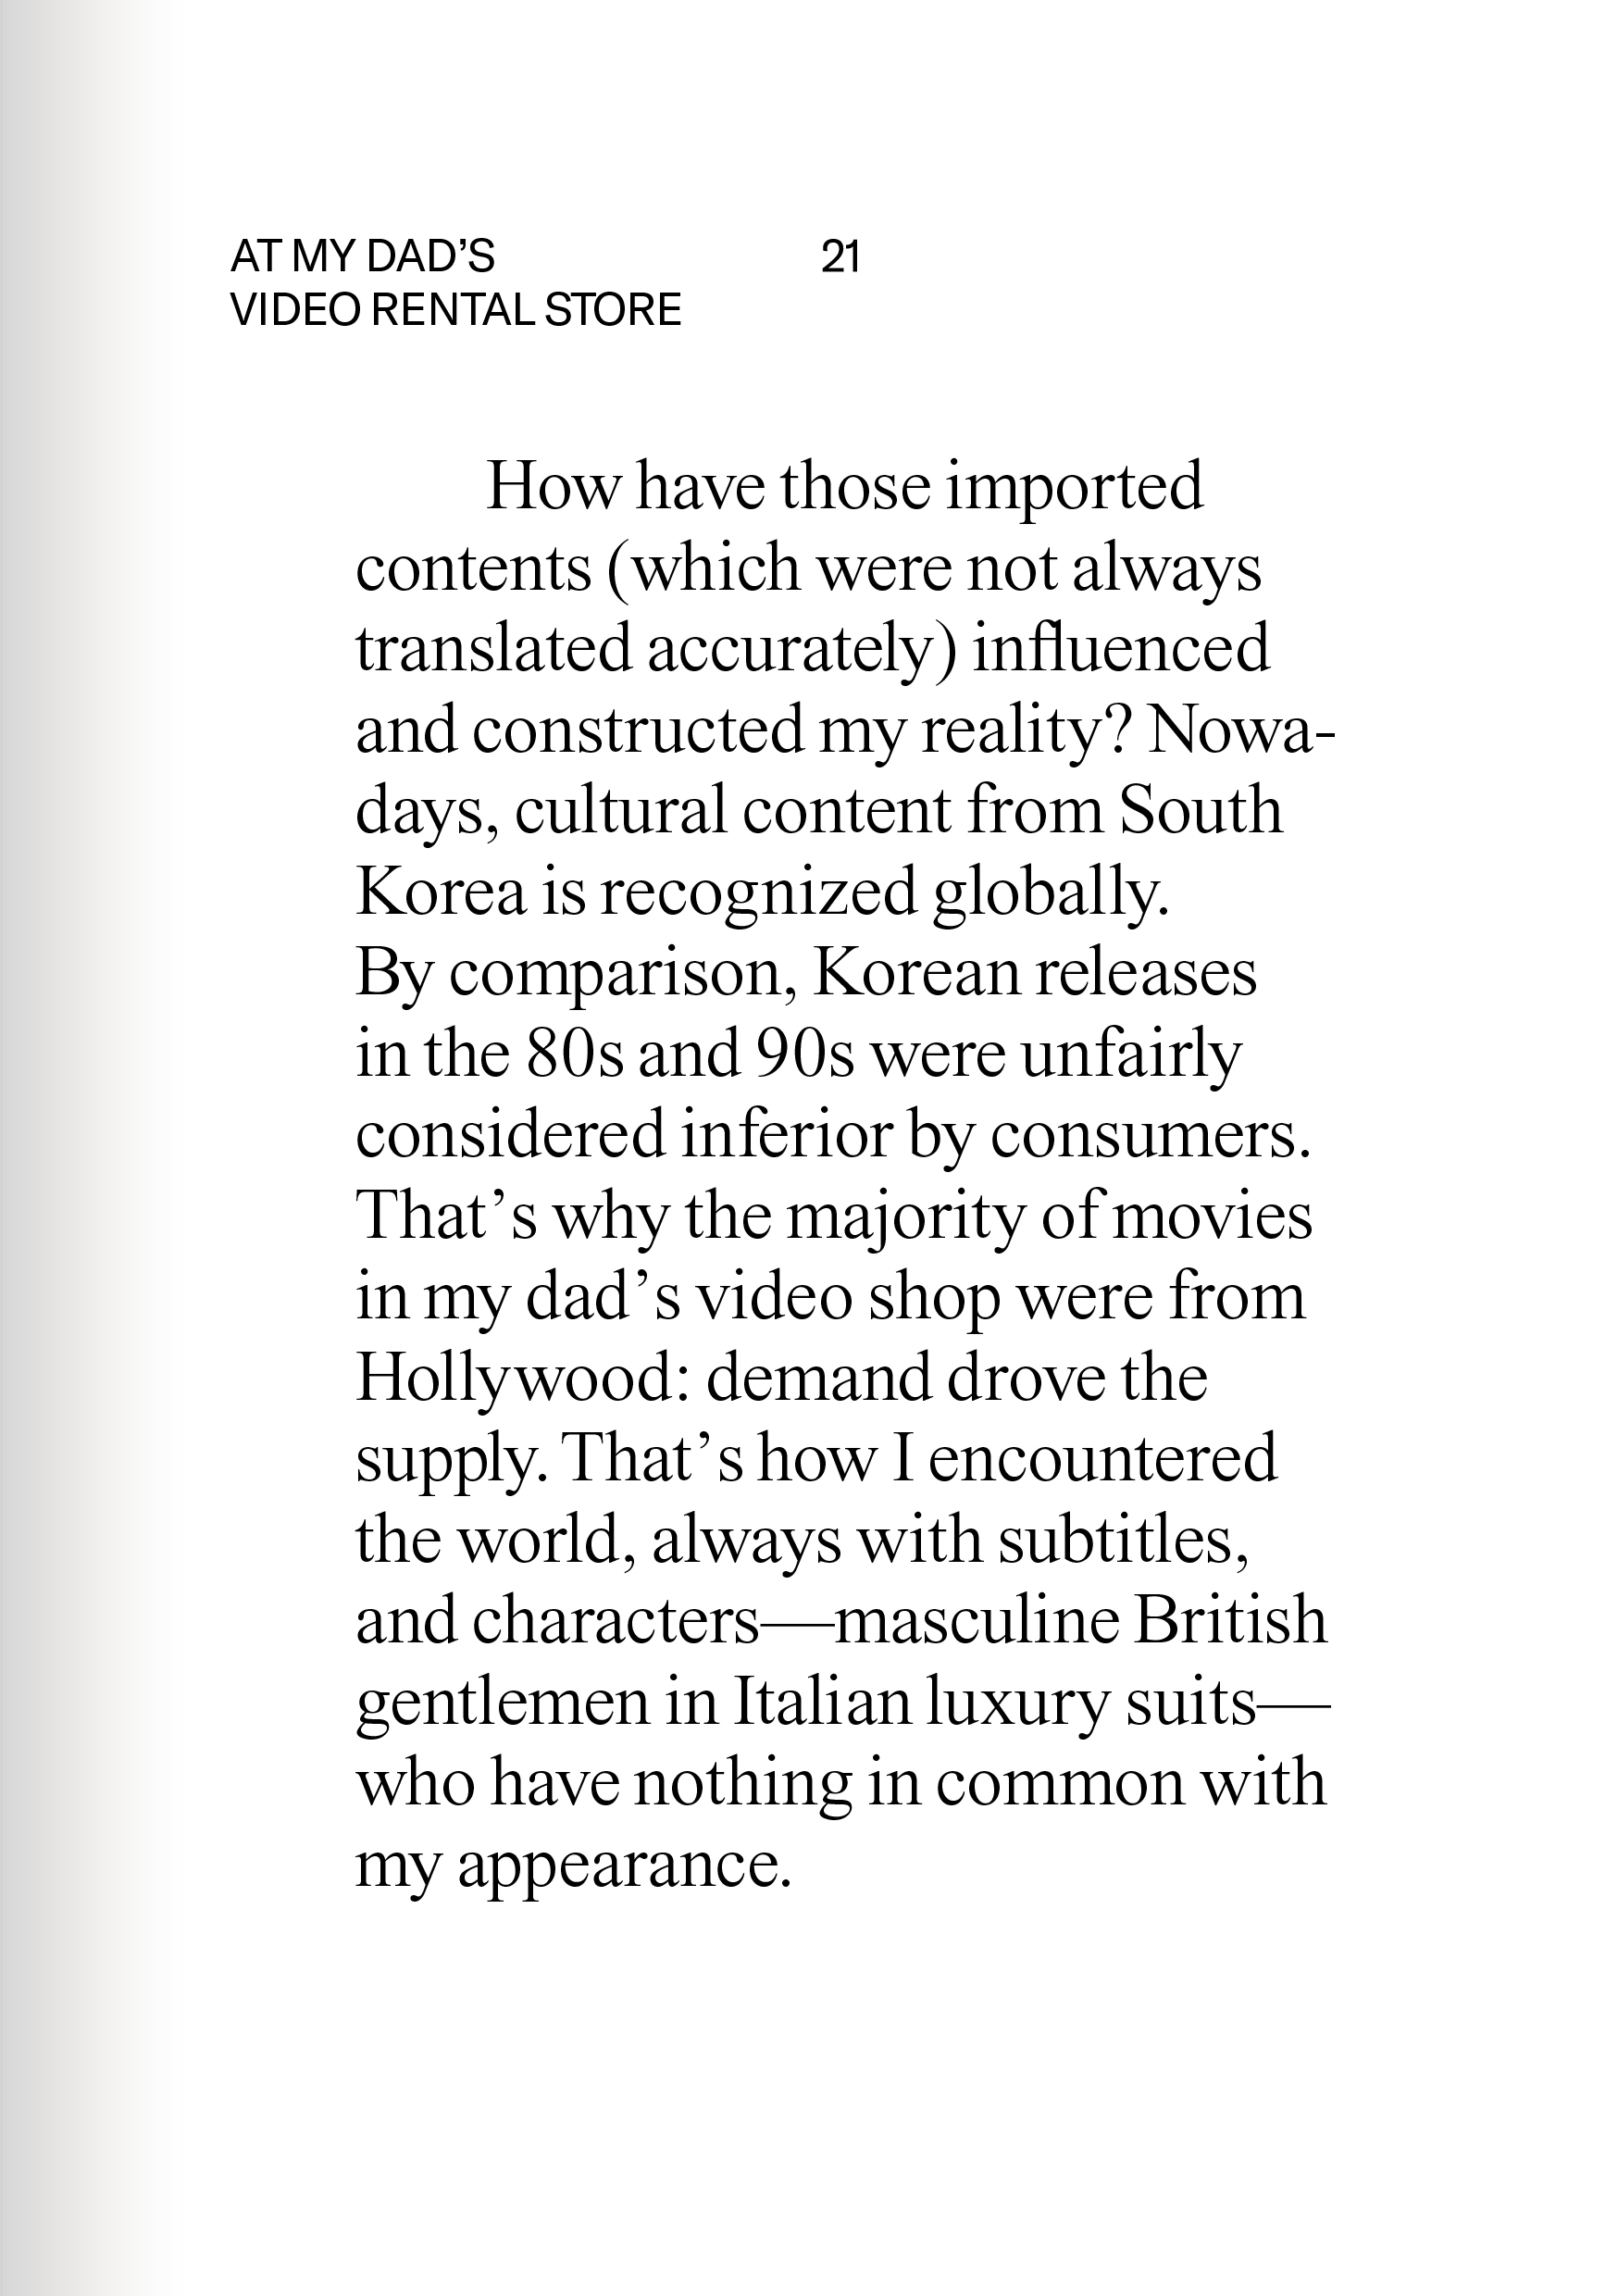 AT MY DAD’S
VIDEO RENTAL STORE
21
How have those imported
contents (which were not always
translated accurately) influenced
and constructed my reality? Nowa-
days, cultural content from South
Korea is recognized globally.
By comparison, Korean releases
in the 80s and 90s were unfairly
considered inferior by consumers.
That’s why the majority of movies
in my dad’s video shop were from
Hollywood: demand drove the
supply. That’s how I encountered
the world, always with subtitles,
and characters—masculine British
gentlemen in Italian luxury suits—
who have nothing in common with
my appearance.